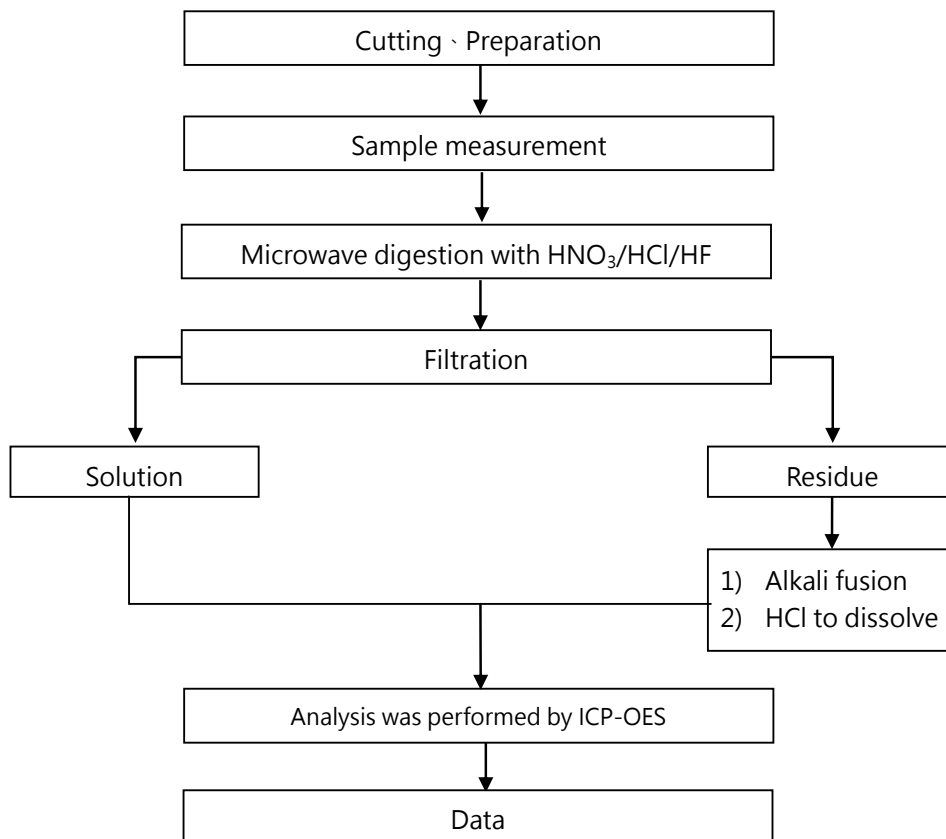 Cutting、Preparation
Sample measurement
Microwave digestion with HNO₃/HCl/HF
Filtration
Solution
Residue
1) Alkali fusion
2) HCl to dissolve
Analysis was performed by ICP-OES
Data